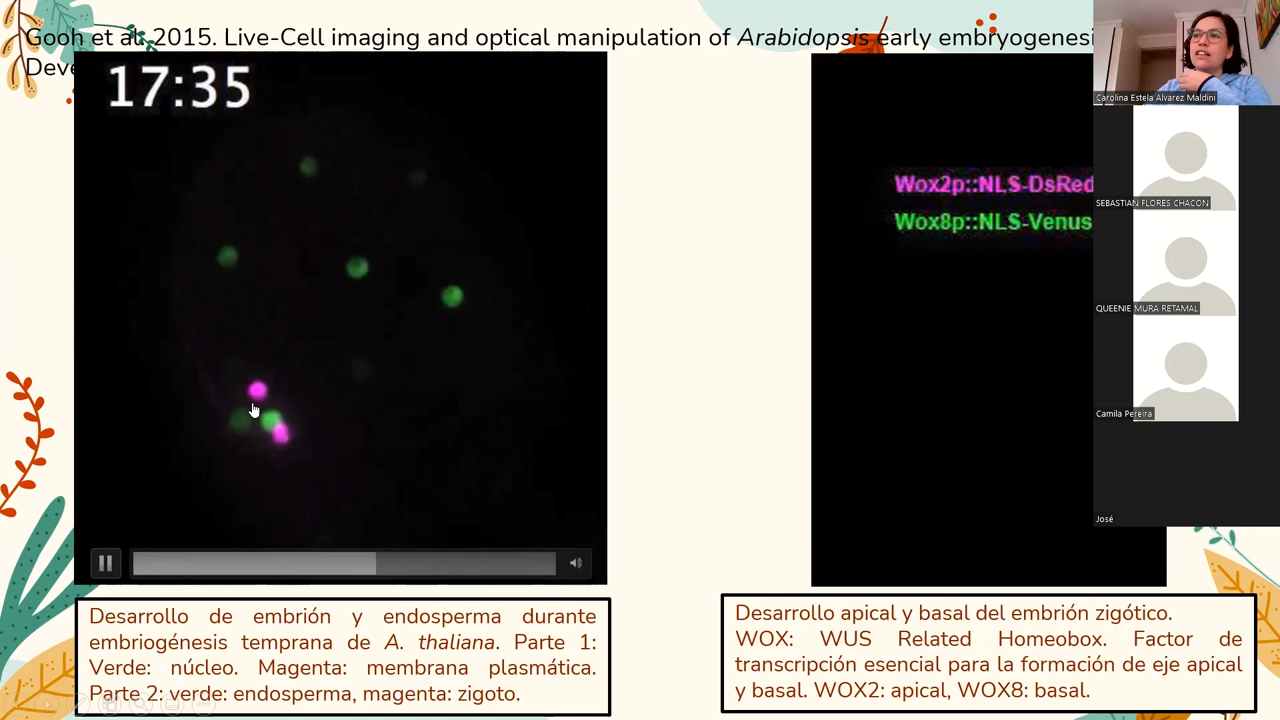 Gooh et al. 2015. Live-Cell imaging and optical manipulation of Arabidopsis early embryogenesi
Deve
17:35
Wox2p::NLS-DsRed
Wox8p::NLS-Venus
Carolina Estela Alvarez Maldini
SEBASTIAN FLORES CHACON
QUEENIE MURA RETAMAL
Camila Pereira
José
Desarrollo de embrión y endosperma durante
embriogénesis temprana de A. thaliana. Parte 1:
Verde: núcleo. Magenta: membrana plasmática.
Parte 2: verde: endosperma, magenta: zigoto.
Desarrollo apical y basal del embrión zigótico.
WOX: WUS Related Homeobox. Factor de
transcripción esencial para la formación de eje apical
y basal. WOX2: apical, WOX8: basal.